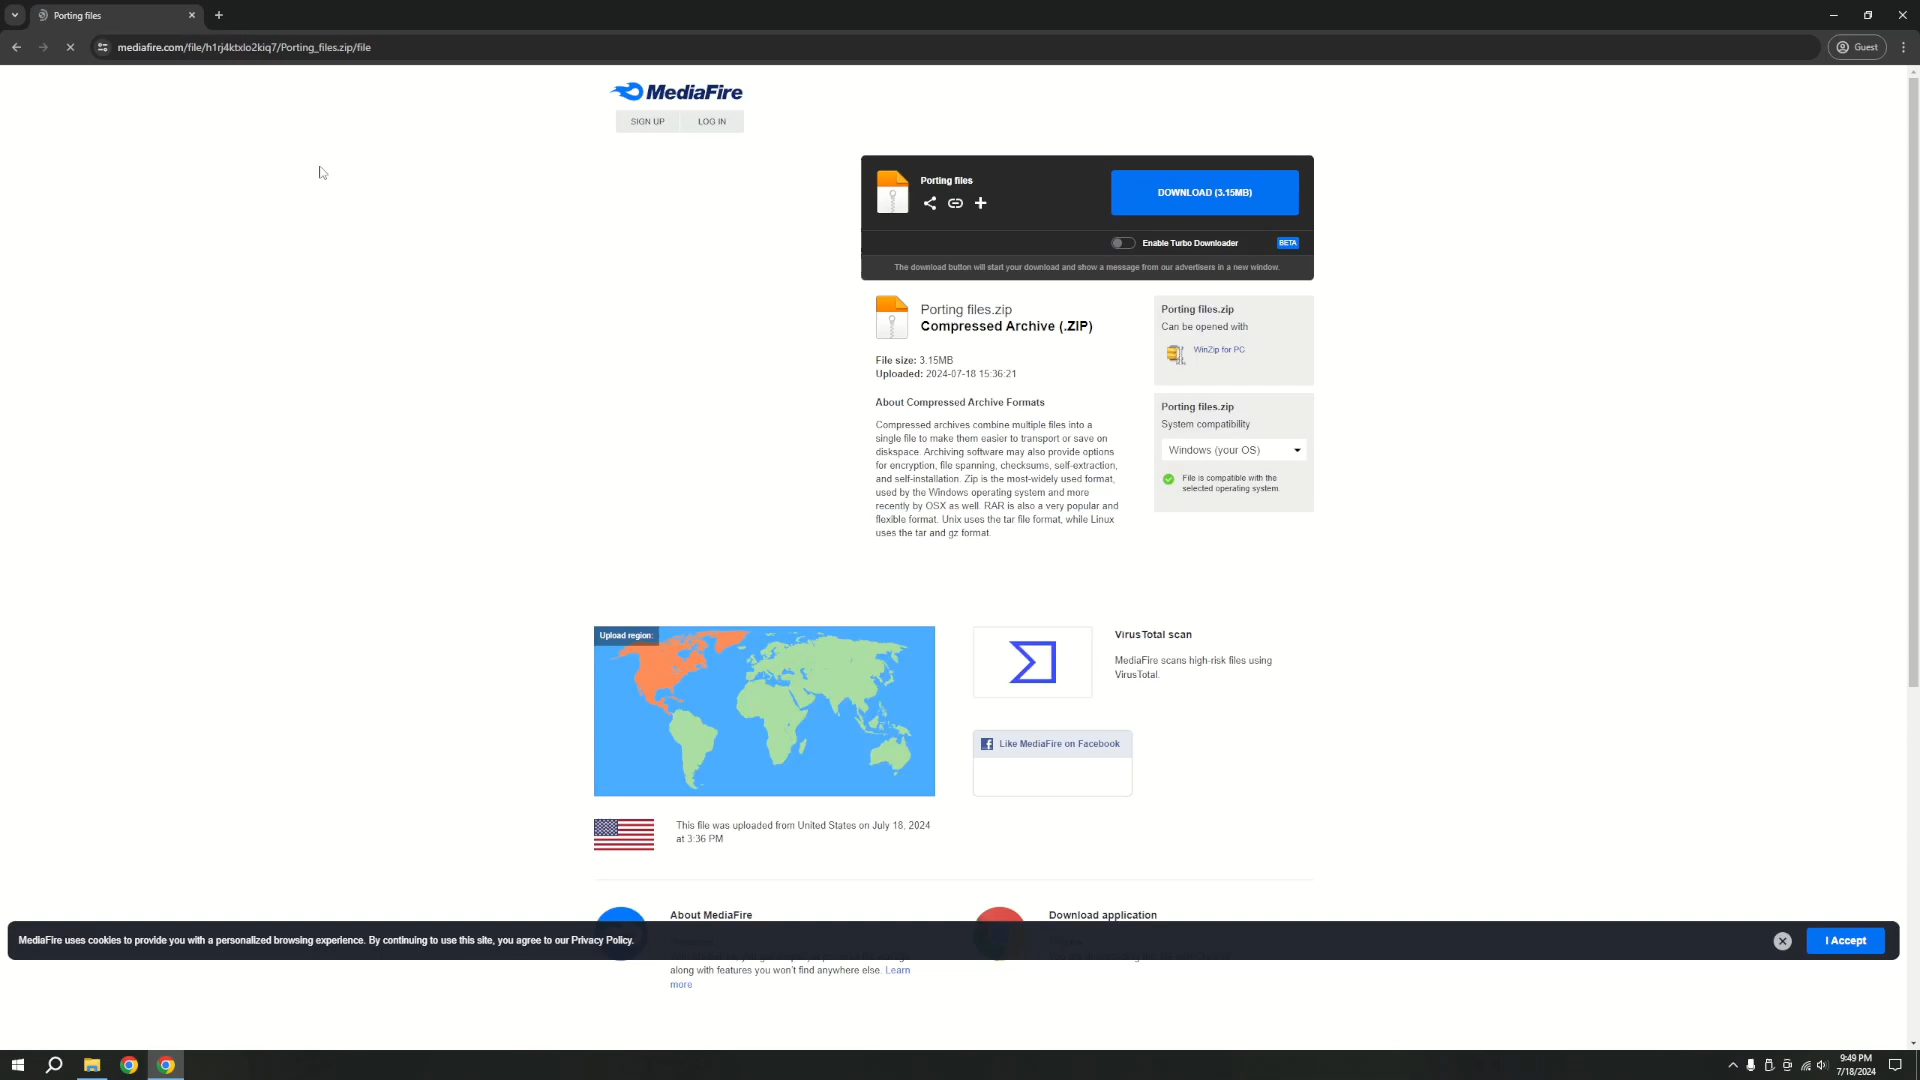 Porting files
mediafire.com/file/h1rj4ktxlo2kiq7/Porting_files.zip/file
Guest
MediaFire
SIGN UP
LOG IN
Porting files
DOWNLOAD (3.15MB)
Enable Turbo Downloader
BETA
The download button will start your download and show a message from our advertisers in a new window.
Porting files.zip
Compressed Archive (.ZIP)
File size: 3.15MB
Uploaded: 2024-07-18 15:36:21
About Compressed Archive Formats
Compressed archives combine multiple files into a
single file to make them easier to transport or save on
diskspace. Archiving software may also provide options
for encryption, file spanning, checksums, self-extraction,
and self-installation. Zip is the most-widely used format,
used by the Windows operating system and more
recently by OSX as well. RAR is also a very popular and
flexible format. Unix uses the tar file format, while Linux
uses the tar and gz format.
Porting files.zip
Can be opened with
WinZip for PC
Porting files.zip
System compatibility
Windows (your OS)
File is compatible with the
selected operating system.
Upload region:
VirusTotal scan
MediaFire scans high-risk files using
VirusTotal.
Like MediaFire on Facebook
This file was uploaded from United States on July 18, 2024
at 3:36 PM
About MediaFire
Download application
MediaFire uses cookies to provide you with a personalized browsing experience. By continuing to use this site, you agree to our Privacy Policy.
I Accept
along with features you won't find anywhere else. Learn
more
9:49 PM
7/18/2024